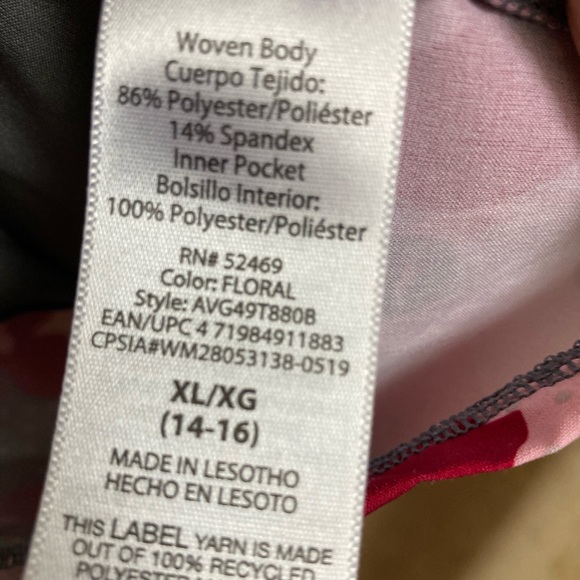 Woven Body
Cuerpo Tejido:
86% Polyester/Poliéster
14% Spandex
Inner Pocket
Bolsillo Interior:
100% Polyester/Poliéster
RN# 52469
Color: FLORAL
Style: AVG49T880B
EAN/UPC 4 71984911883
CPSIA#WM28053138-0519
XL/XG
(14-16)
MADE IN LESOTHO
HECHO EN LESOTO
THIS LABEL YARN IS MADE
OUT OF 100% RECYCLED
POLYESTER